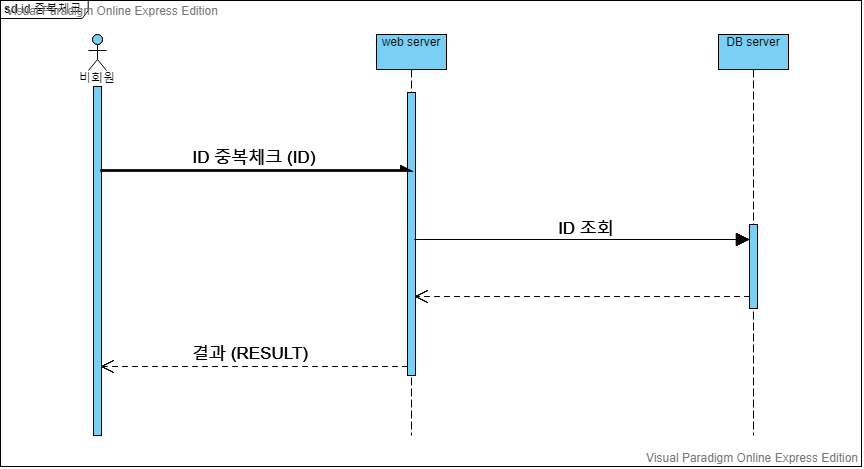 sd id 중복체크
Visual Paradigm Online Express Edition
비회원
web server
DB server
ID 중복체크 (ID)
ID 조회
결과 (RESULT)
Visual Paradigm Online Express Edition